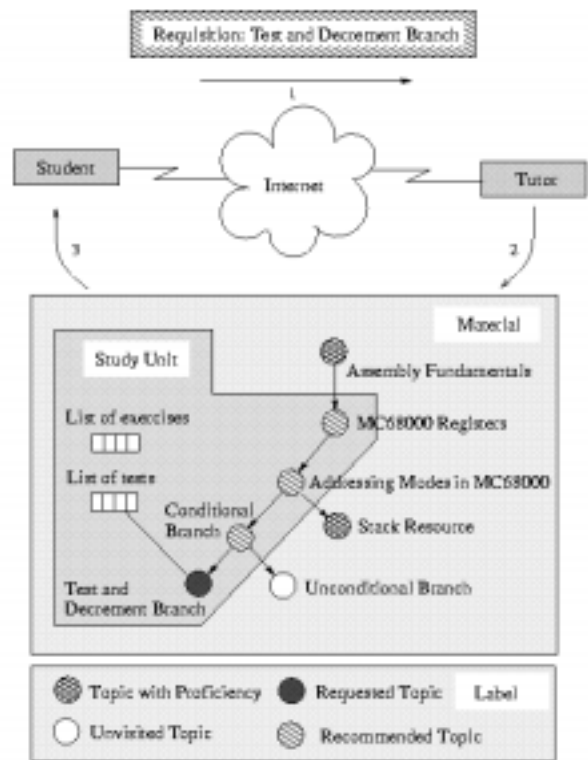 Requisition: Test and Decrement Branch
1
Student
Internet
Tutor
3
2
Material
Study Unit
Assembly Fundamentals
List of exercises
MC68000 Registers
List of tests
Addressing Modes in MC68000
Conditional
Branch
Stack Resource
Test and
Decrement Branch
Unconditional Branch
Topic with Proficiency
Requested Topic
Label
Unvisited Topic
Recommended Topic